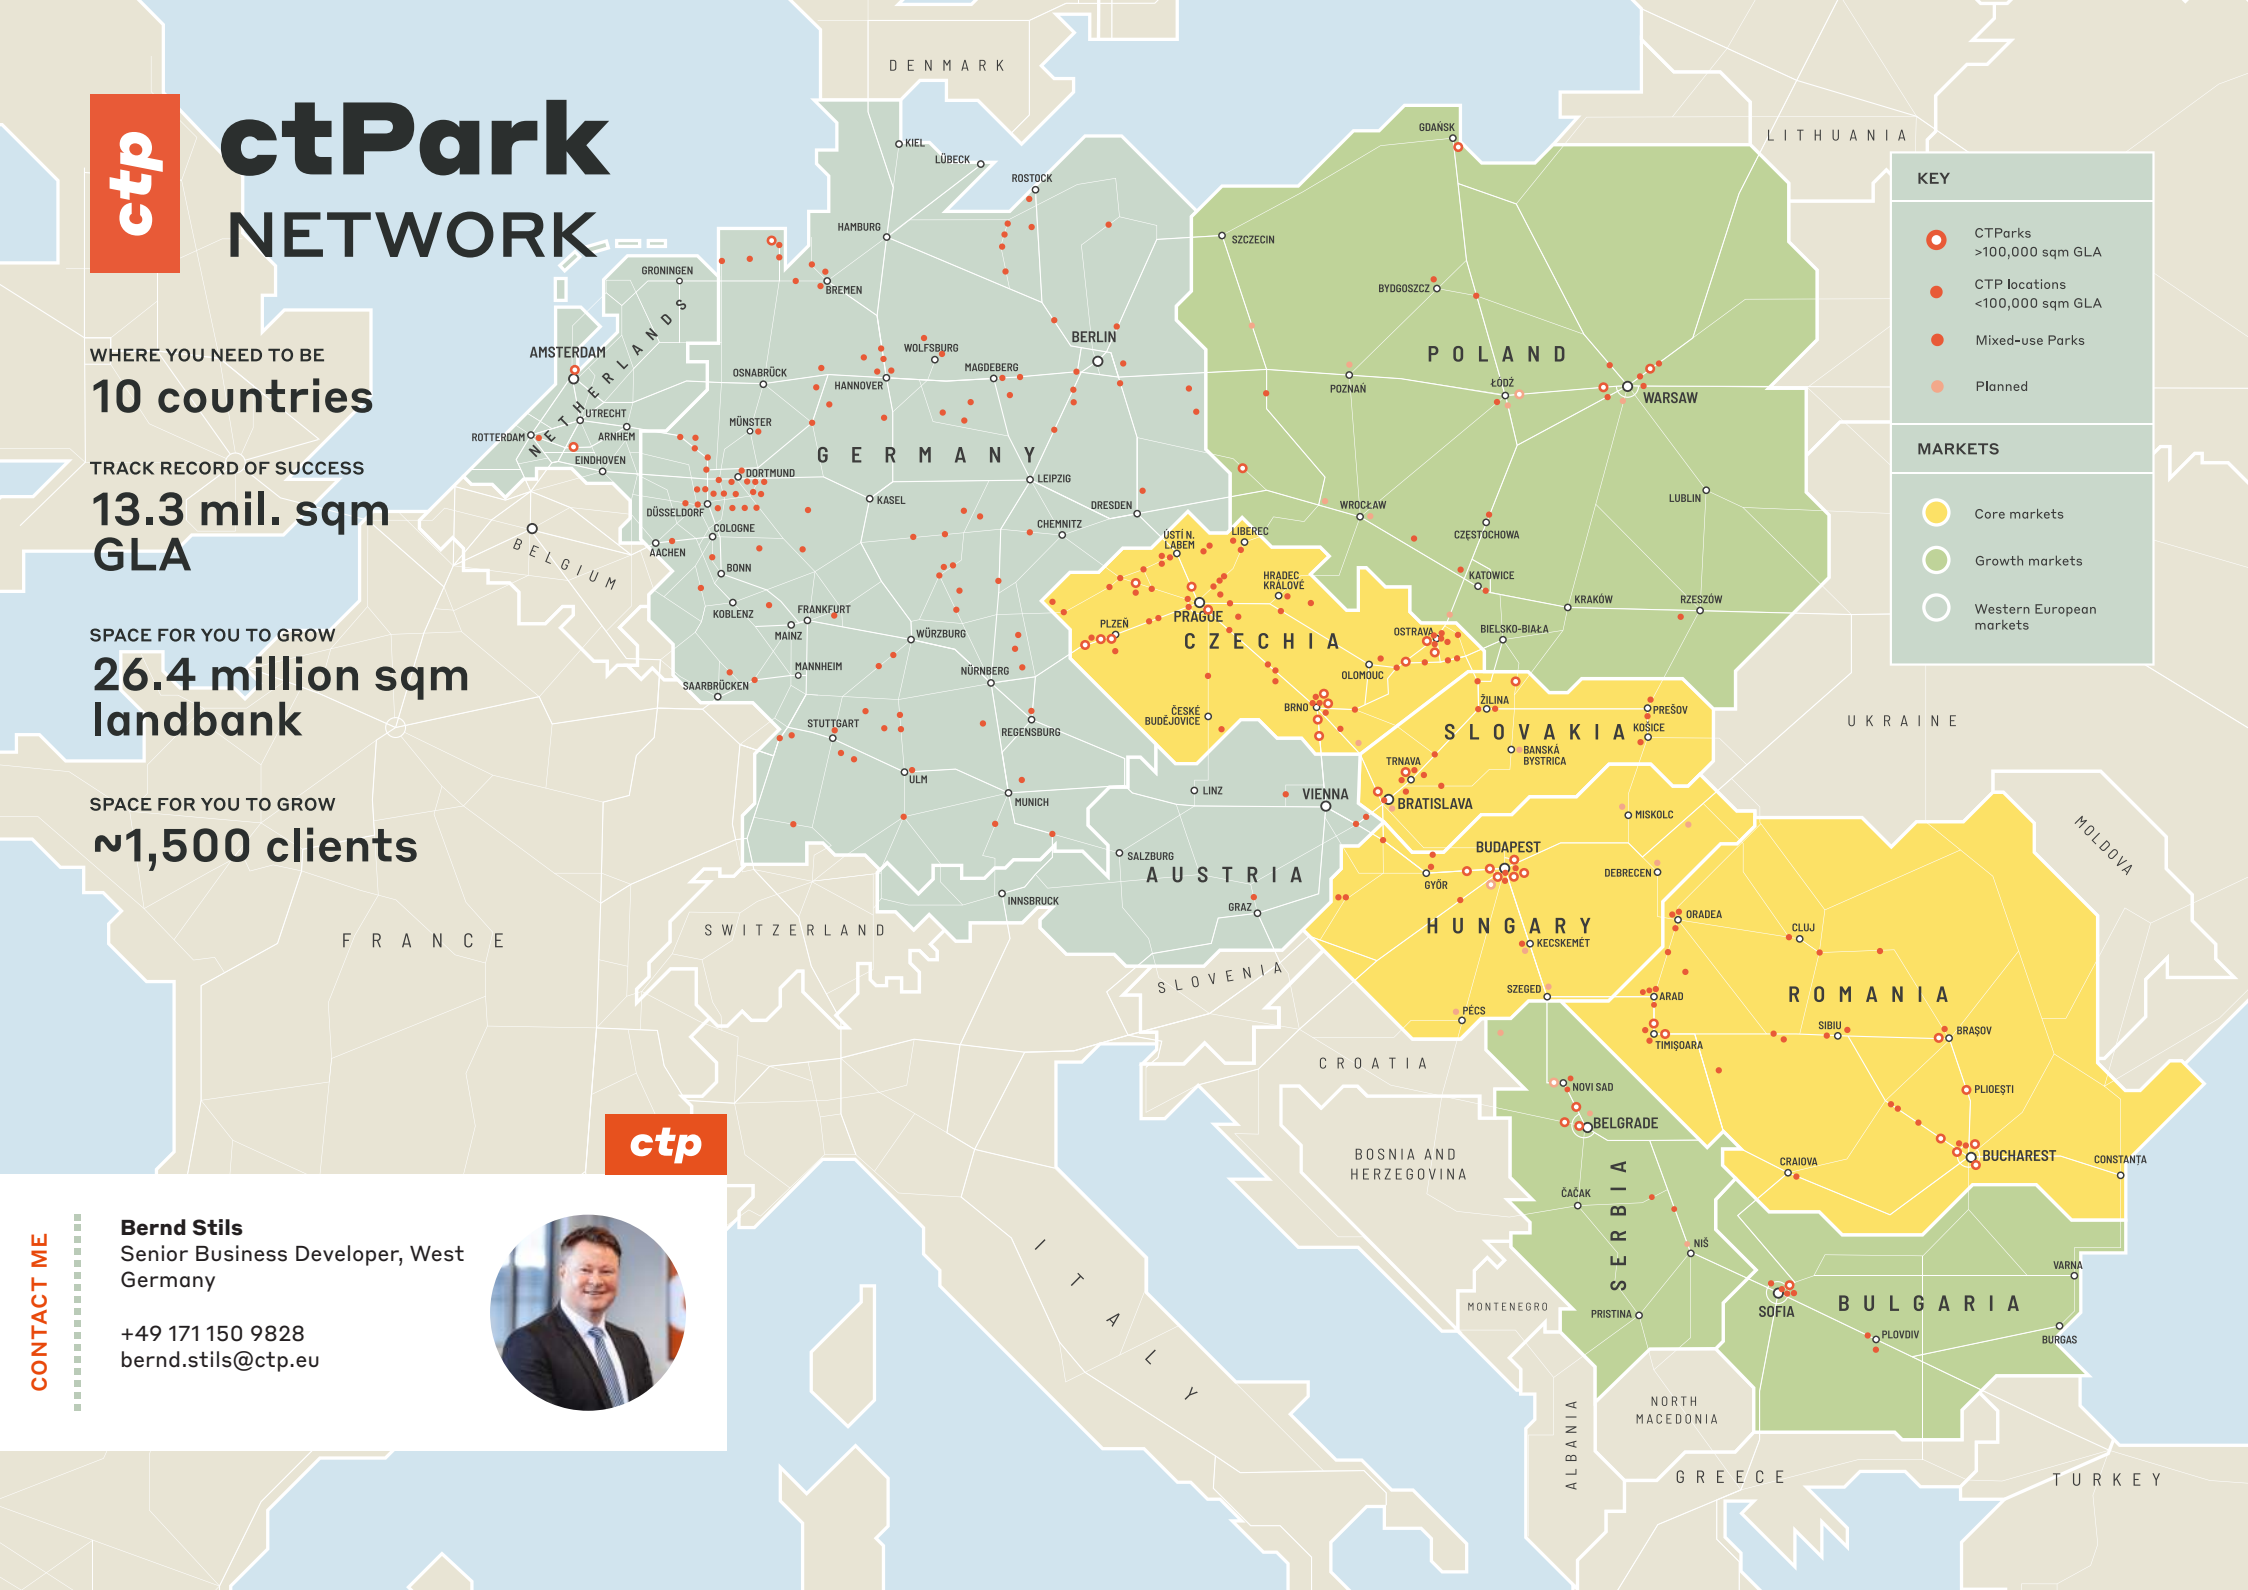 ctp
ctPark
NETWORK
WHERE YOU NEED TO BE
10 countries
TRACK RECORD OF SUCCESS
13.3 mil. sqm
GLA
SPACE FOR YOU TO GROW
26.4 million sqm
landbank
SPACE FOR YOU TO GROW
~1,500 clients
KEY
CTParks
>100,000 sqm GLA
CTP locations
<100,000 sqm GLA
Mixed-use Parks
Planned
MARKETS
Core markets
Growth markets
Western European
markets
DENMARK
LITHUANIA
UKRAINE
MOLDOVA
BELGIUM
FRANCE
SWITZERLAND
SLOVENIA
CROATIA
BOSNIA AND
HERZEGOVINA
MONTENEGRO
ALBANIA
NORTH
MACEDONIA
GREECE
TURKEY
ITALY
NETHERLANDS
GRONINGEN
AMSTERDAM
UTRECHT
ROTTERDAM
ARNHEM
EINDHOVEN
GERMANY
KIEL
LÜBECK
ROSTOCK
HAMBURG
BREMEN
BERLIN
WOLFSBURG
MAGDEBERG
HANNOVER
OSNABRÜCK
MÜNSTER
DORTMUND
DÜSSELDORF
COLOGNE
AACHEN
BONN
KOBLENZ
KASEL
LEIPZIG
DRESDEN
CHEMNITZ
FRANKFURT
MAINZ
WÜRZBURG
MANNHEIM
SAARBRÜCKEN
NÜRNBERG
STUTTGART
REGENSBURG
ULM
MUNICH
POLAND
GDAŃSK
SZCZECIN
BYDGOSZCZ
POZNAŃ
ŁÓDŹ
WARSAW
LUBLIN
WROCŁAW
CZĘSTOCHOWA
KATOWICE
KRAKÓW
RZESZÓW
BIELSKO-BIAŁA
CZECHIA
ÚSTÍ N.
LABEM
LIBEREC
HRADEC
KRÁLOVÉ
PRAGUE
PLZEŇ
OSTRAVA
OLOMOUC
BRNO
ČESKÉ
BUDĚJOVICE
SLOVAKIA
ŽILINA
PREŠOV
KOŠICE
BANSKÁ
BYSTRICA
TRNAVA
BRATISLAVA
AUSTRIA
LINZ
VIENNA
SALZBURG
INNSBRUCK
GRAZ
HUNGARY
MISKOLC
BUDAPEST
DEBRECEN
GYŐR
KECSKEMÉT
SZEGED
PÉCS
ROMANIA
ORADEA
CLUJ
ARAD
TIMIŞOARA
SIBIU
BRAŞOV
PLIOEŞTI
BUCHAREST
CONSTANŢA
CRAIOVA
SERBIA
NOVI SAD
BELGRADE
ČAČAK
NIŠ
PRISTINA
BULGARIA
SOFIA
PLOVDIV
VARNA
BURGAS
ctp
CONTACT ME
Bernd Stils
Senior Business Developer, West
Germany
+49 171 150 9828
bernd.stils@ctp.eu